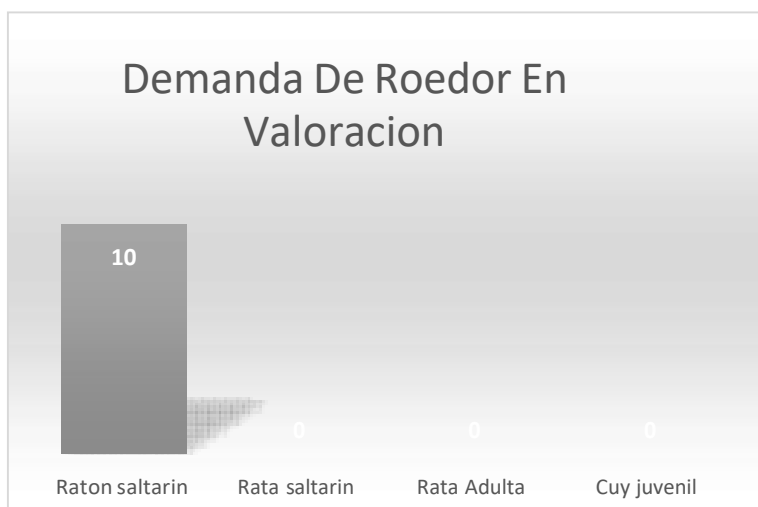 Demanda De Roedor En
Valoracion
10
0 0 0
Raton saltarin Rata saltarin Rata Adulta Cuy juvenil